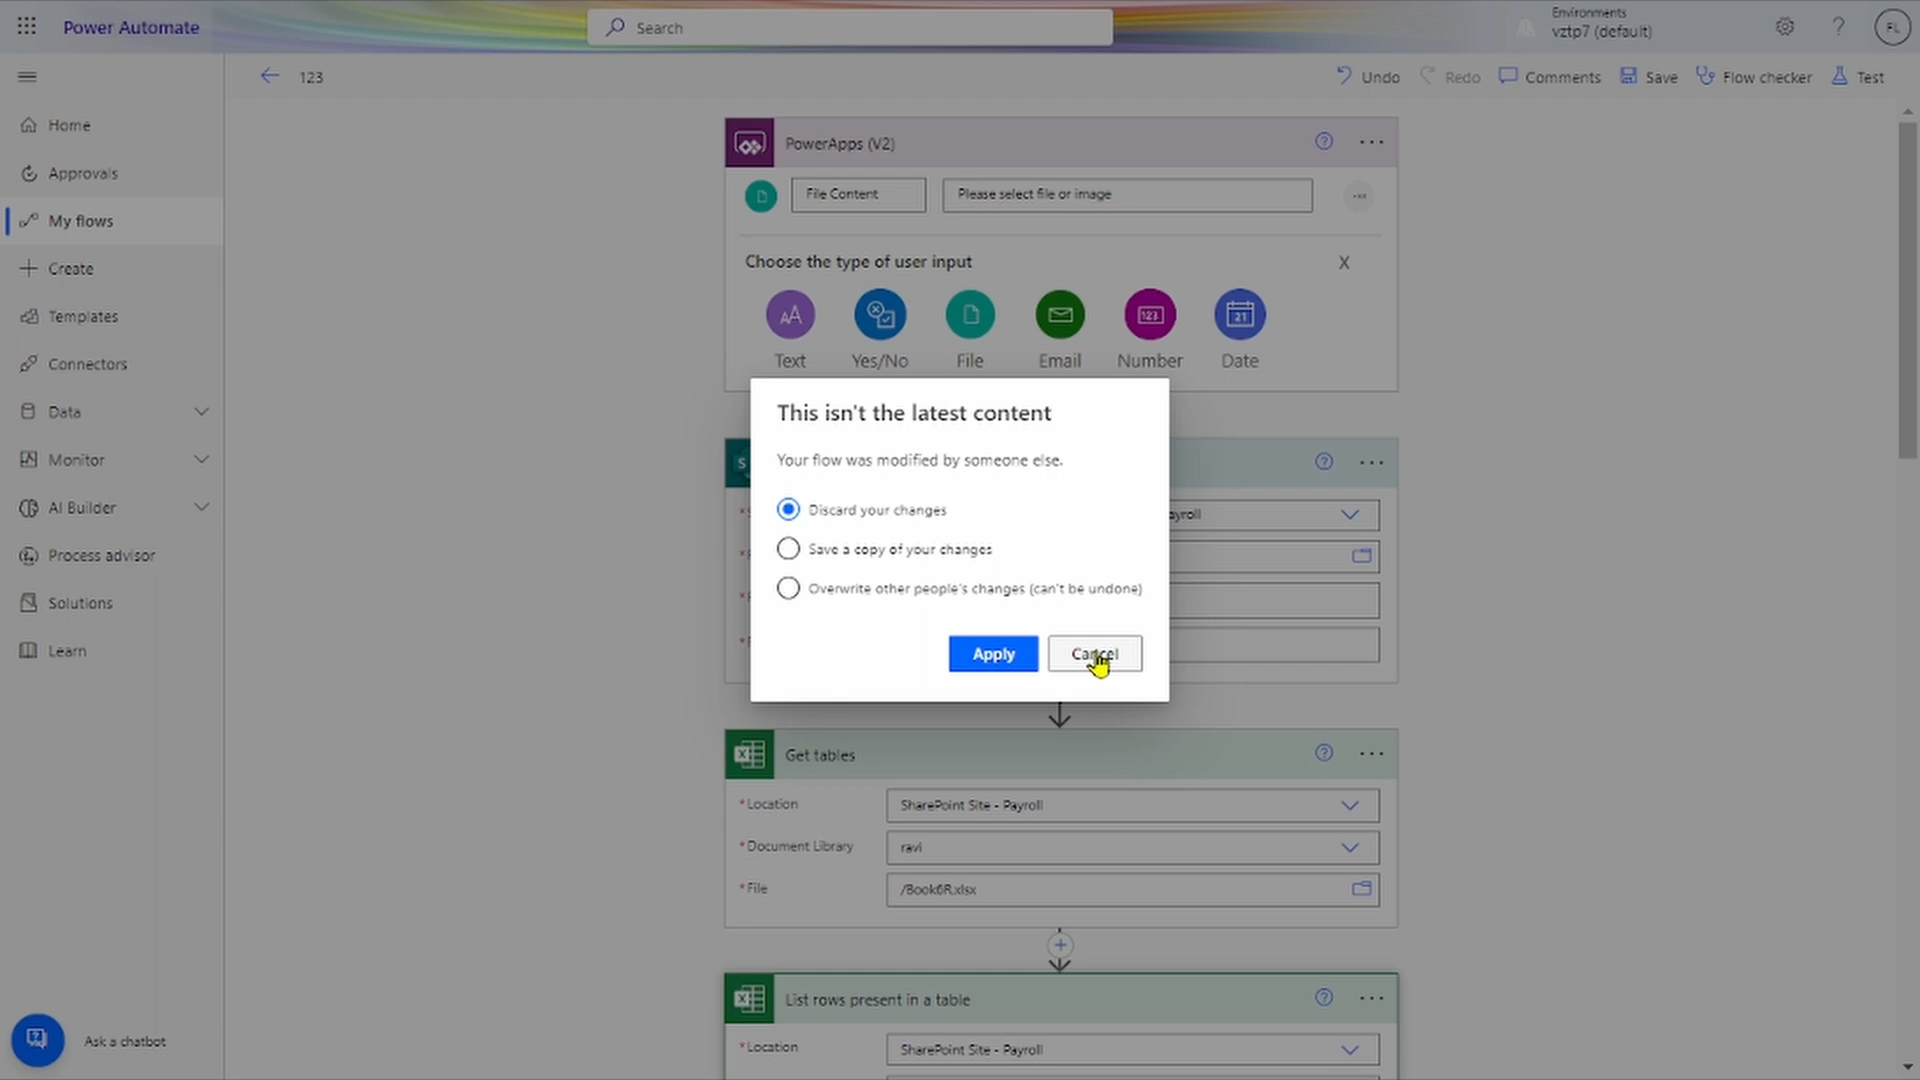 Power Automate
Search
Environments
vztp7 (default)
FL
123
Undo
Redo
Comments
Save
Flow checker
Test
Home
Approvals
My flows
Create
Templates
Connectors
Data
Monitor
AI Builder
Process advisor
Solutions
Learn
Ask a chatbot
PowerApps (V2)
File Content
Please select file or image
Choose the type of user input
X
Text
Yes/No
File
Email
Number
Date
This isn't the latest content
Your flow was modified by someone else.
Discard your changes
Save a copy of your changes
Overwrite other people's changes (can't be undone)
Apply
Cancel
Get tables
*Location
SharePoint Site - Payroll
*Document Library
ravi
*File
/Book6R.xlsx
List rows present in a table
*Location
SharePoint Site - Payroll